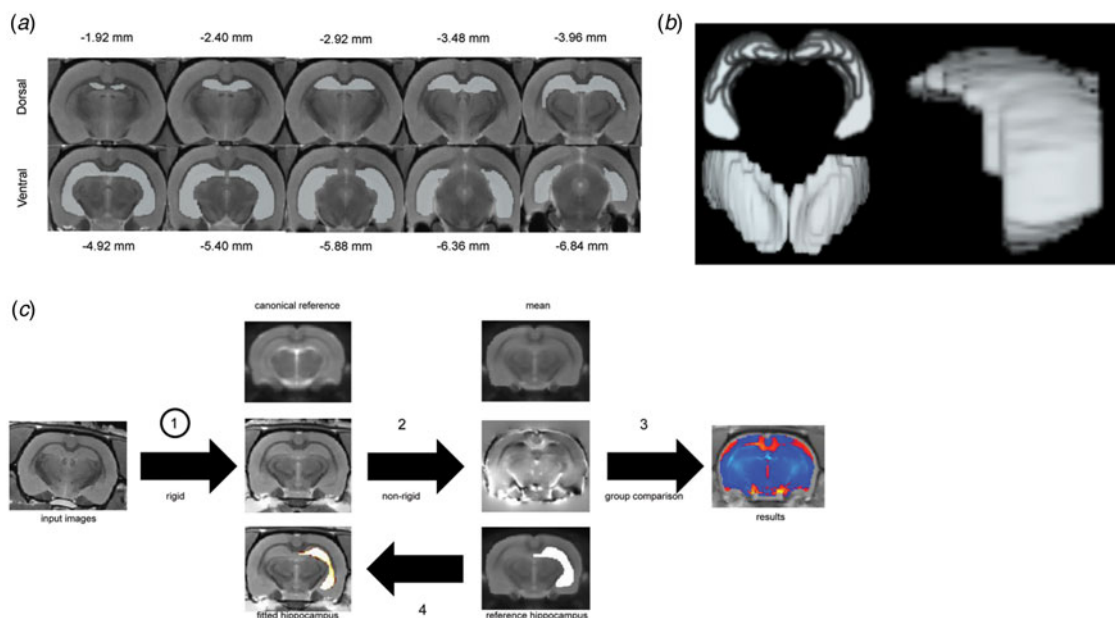 (a)
(b)
-1.92 mm -2.40 mm -2.92 mm -3.48 mm -3.96 mm
Dorsal
Ventral
-4.92 mm -5.40 mm -5.88 mm -6.36 mm -6.84 mm
(c)
canonical reference
mean
1
2
3
rigid
non-rigid
group comparison
input images
results
4
fitted hippocampus
reference hippocampus